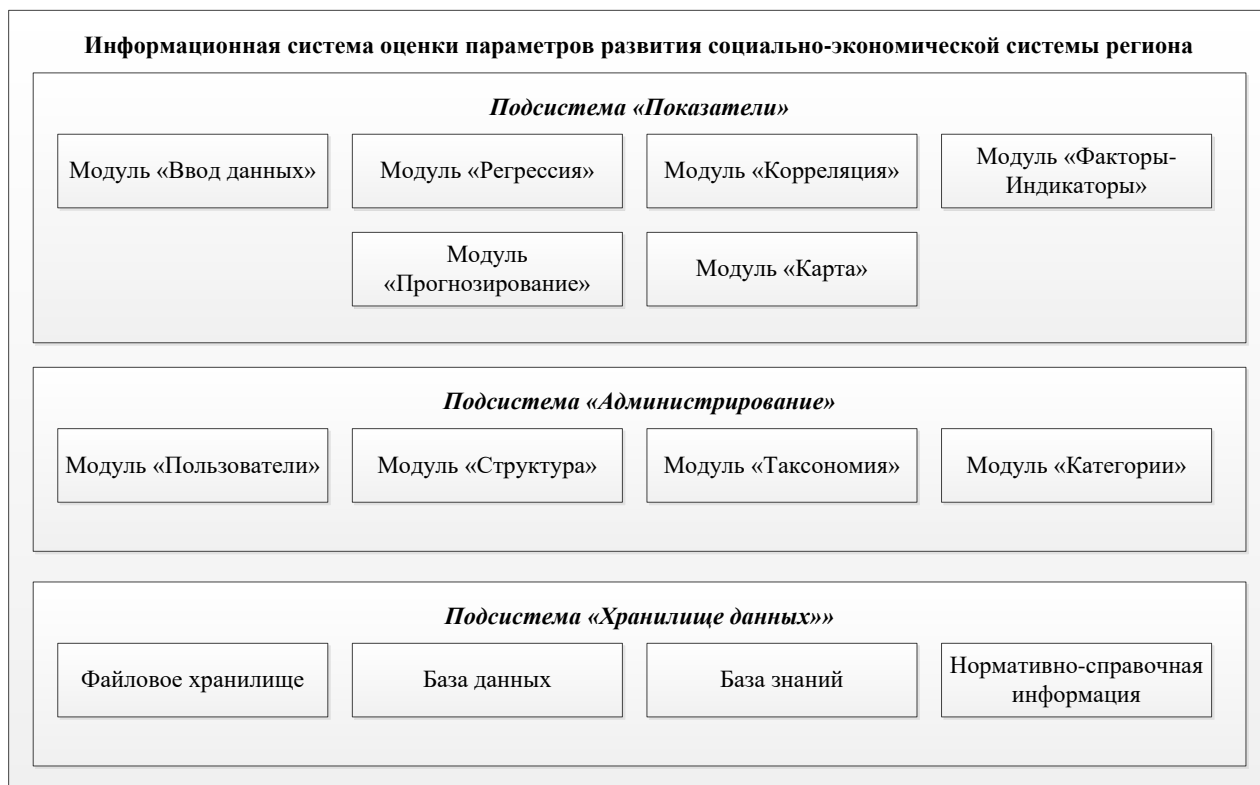 Информационная система оценки параметров развития социально-экономической системы региона
Подсистема «Показатели»
Модуль «Ввод данных»
Модуль «Регрессия»
Модуль «Корреляция»
Модуль «Факторы-
Индикаторы»
Модуль
«Прогнозирование»
Модуль «Карта»
Подсистема «Администрирование»
Модуль «Пользователи»
Модуль «Структура»
Модуль «Таксономия»
Модуль «Категории»
Подсистема «Хранилище данных»»
Файловое хранилище
База данных
База знаний
Нормативно-справочная
информация